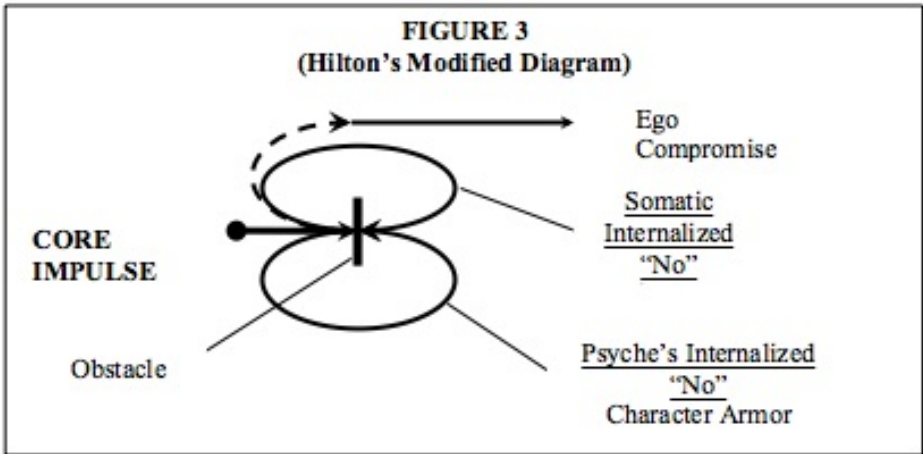 FIGURE 3
(Hilton's Modified Diagram)
Ego
Compromise
Somatic
Internalized
"No"
CORE
IMPULSE
Obstacle
Psyche's Internalized
"No"
Character Armor